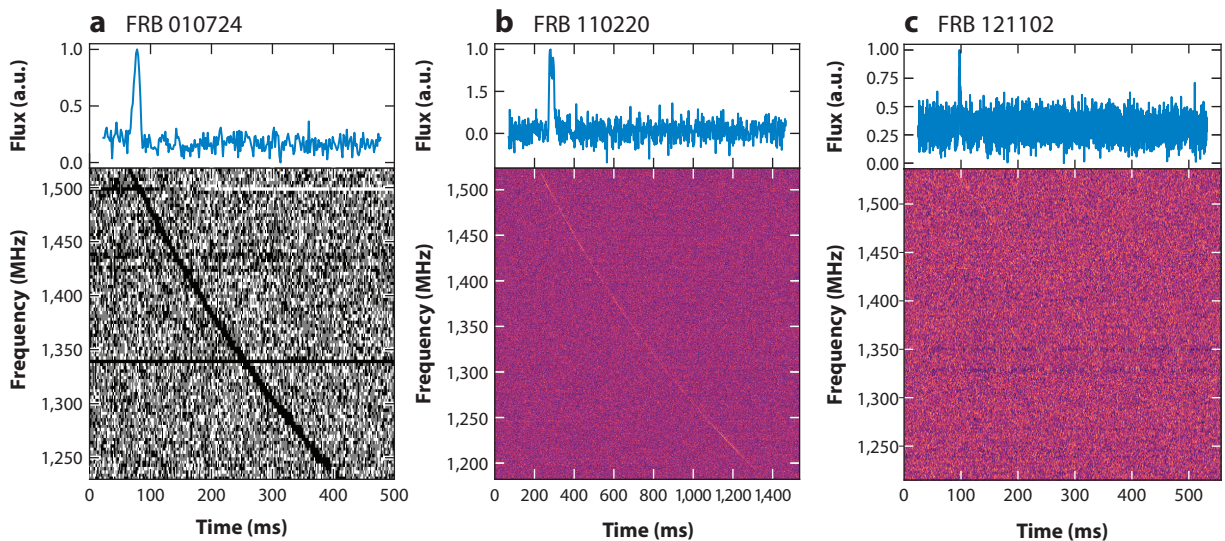 a FRB 010724
Flux (a.u.)
1.0
0.5
0.0
Frequency (MHz)
1,500
1,450
1,400
1,350
1,300
1,250
0 100 200 300 400 500
Time (ms)
b FRB 110220
Flux (a.u.)
1.0
1.5
0.0
Frequency (MHz)
1,500
1,450
1,400
1,350
1,300
1,250
1,200
0 200 400 600 800 1,000 1,200 1,400
Time (ms)
c FRB 121102
Flux (a.u.)
1.00
0.75
0.5
0.25
0.00
Frequency (MHz)
1,500
1,450
1,400
1,350
1,300
1,250
0 100 200 300 400 500
Time (ms)